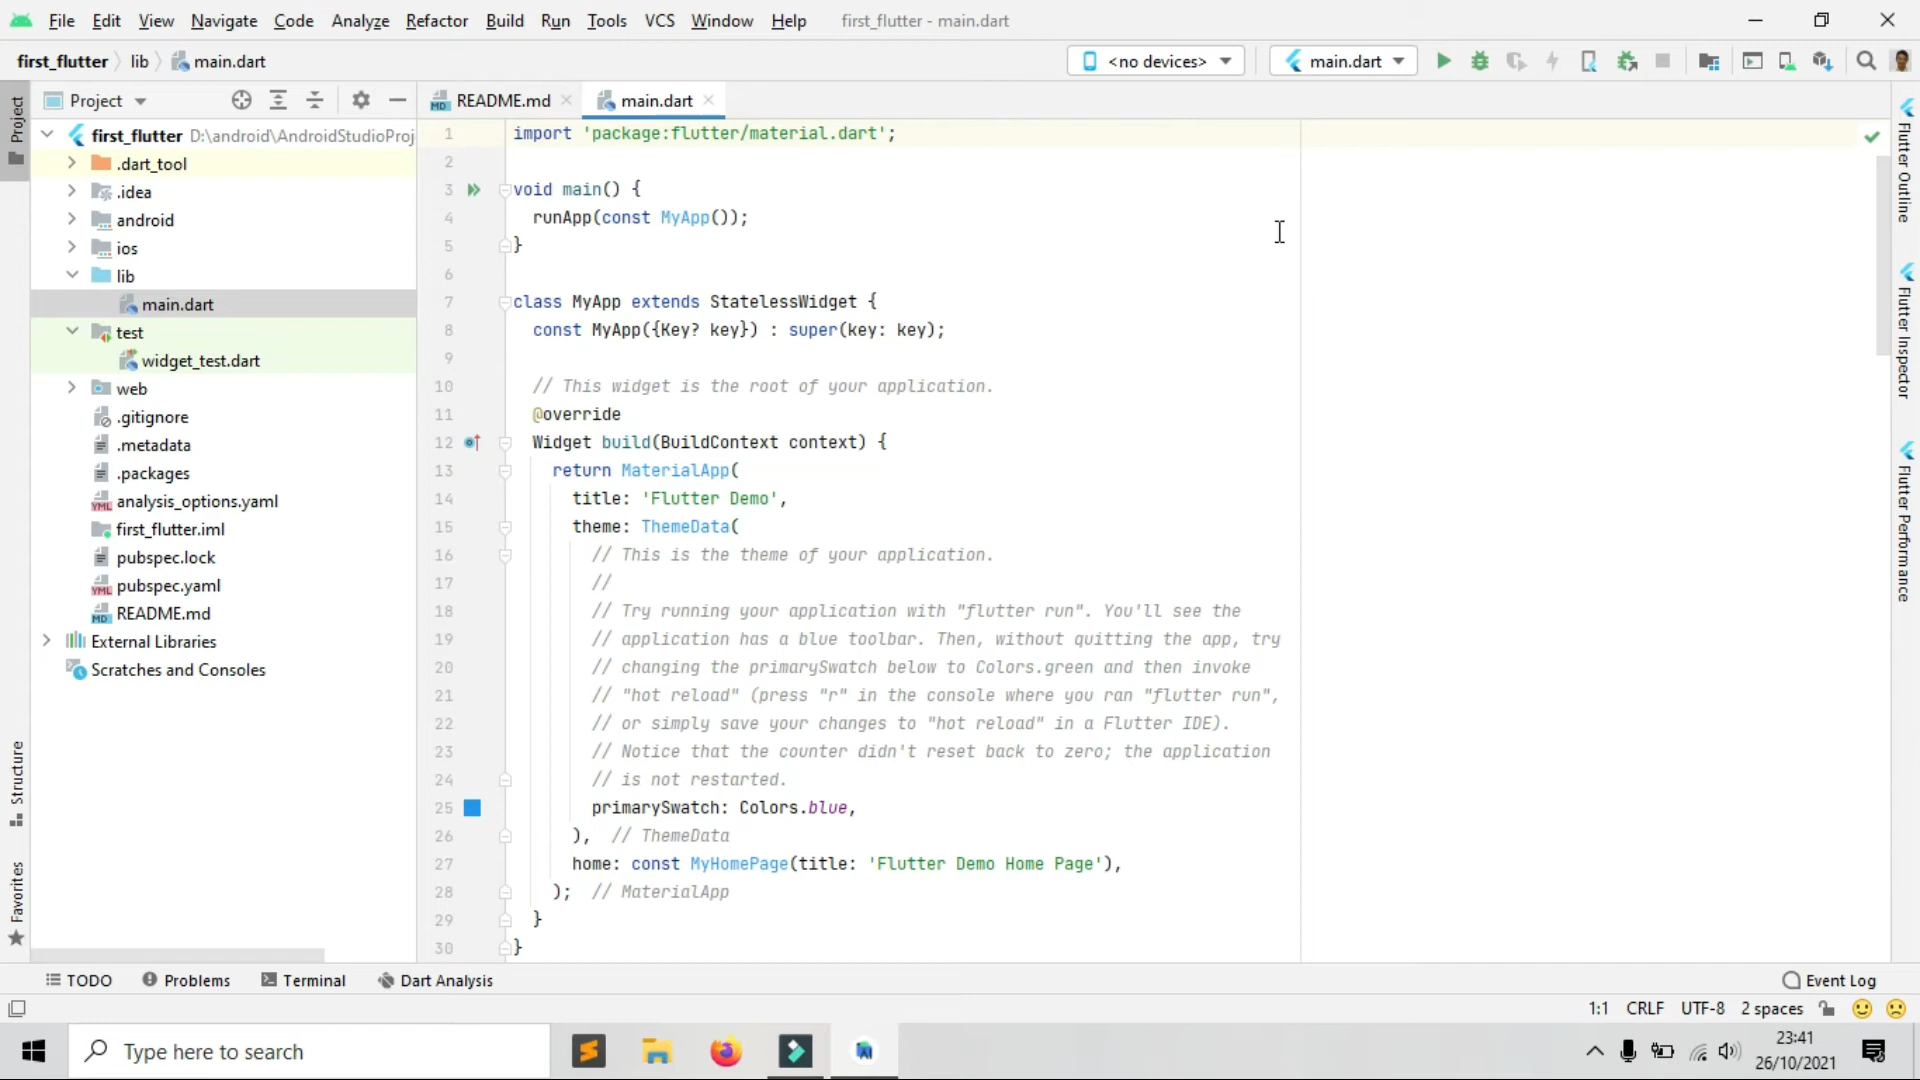 File Edit View Navigate Code Analyze Refactor Build Run Tools VCS Window Help first_flutter - main.dart
first_flutter lib main.dart <no devices> main.dart
Project README.md main.dart
first_flutter D:\android\AndroidStudioProj
.dart_tool
.idea
android
ios
lib
main.dart
test
widget_test.dart
web
.gitignore
.metadata
.packages
analysis_options.yaml
first_flutter.iml
pubspec.lock
pubspec.yaml
README.md
External Libraries
Scratches and Consoles
Project
Structure
Favorites
1 import 'package:flutter/material.dart';
2
3 void main() {
4 runApp(const MyApp());
5 }
6
7 class MyApp extends StatelessWidget {
8 const MyApp({Key? key}) : super(key: key);
9
10 // This widget is the root of your application.
11 @override
12 Widget build(BuildContext context) {
13 return MaterialApp(
14 title: 'Flutter Demo',
15 theme: ThemeData(
16 // This is the theme of your application.
17 //
18 // Try running your application with "flutter run". You'll see the
19 // application has a blue toolbar. Then, without quitting the app, try
20 // changing the primarySwatch below to Colors.green and then invoke
21 // "hot reload" (press "r" in the console where you ran "flutter run",
22 // or simply save your changes to "hot reload" in a Flutter IDE).
23 // Notice that the counter didn't reset back to zero; the application
24 // is not restarted.
25 primarySwatch: Colors.blue,
26 ), // ThemeData
27 home: const MyHomePage(title: 'Flutter Demo Home Page'),
28 ); // MaterialApp
29 }
30 }
Flutter Outline
Flutter Inspector
Flutter Performance
TODO Problems Terminal Dart Analysis Event Log
1:1 CRLF UTF-8 2 spaces
Type here to search
23:41
26/10/2021